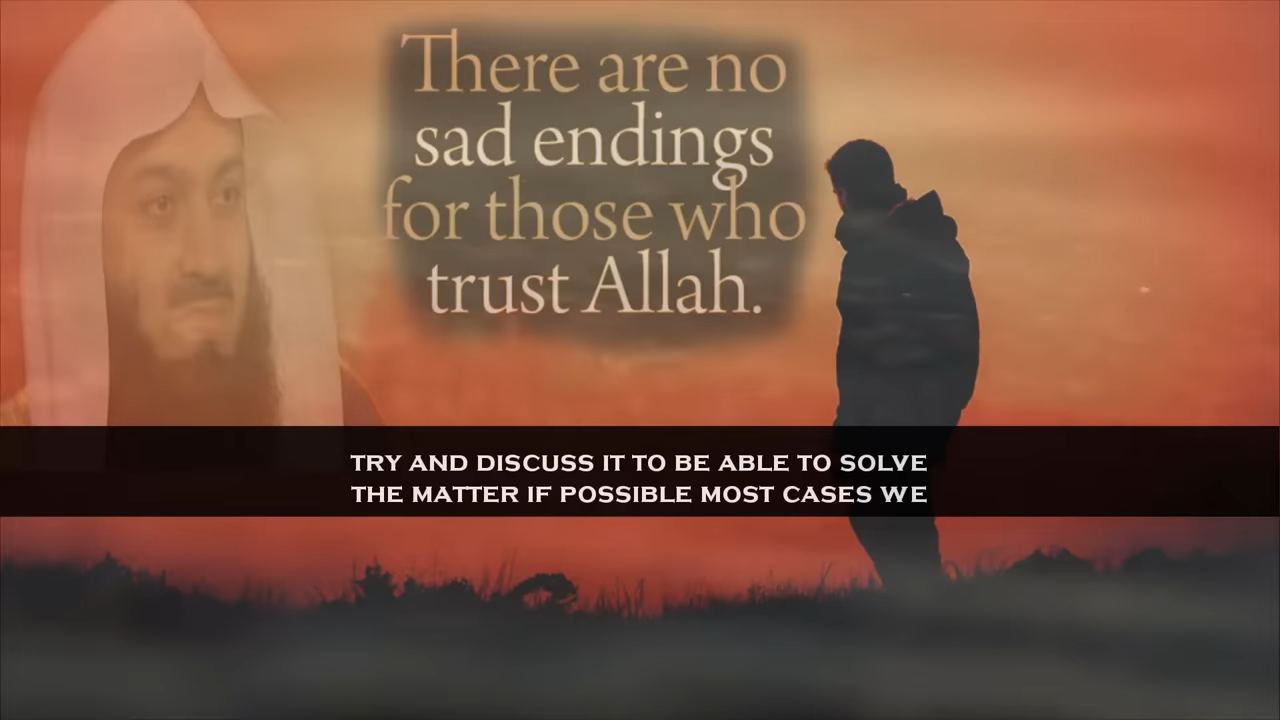 There are no
sad endings
for those who
trust Allah.
TRY AND DISCUSS IT TO BE ABLE TO SOLVE
THE MATTER IF POSSIBLE MOST CASES WE